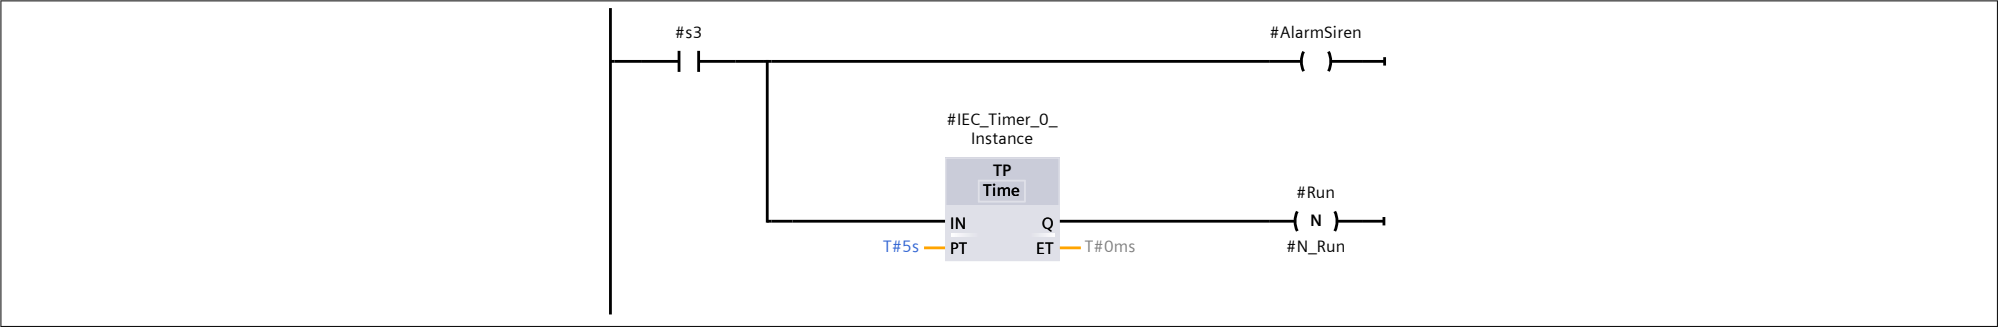 #s3
#AlarmSiren
#IEC_Timer_0_
Instance
TP
Time
#Run
IN
Q
N
T#5s
PT
ET
T#0ms
#N_Run